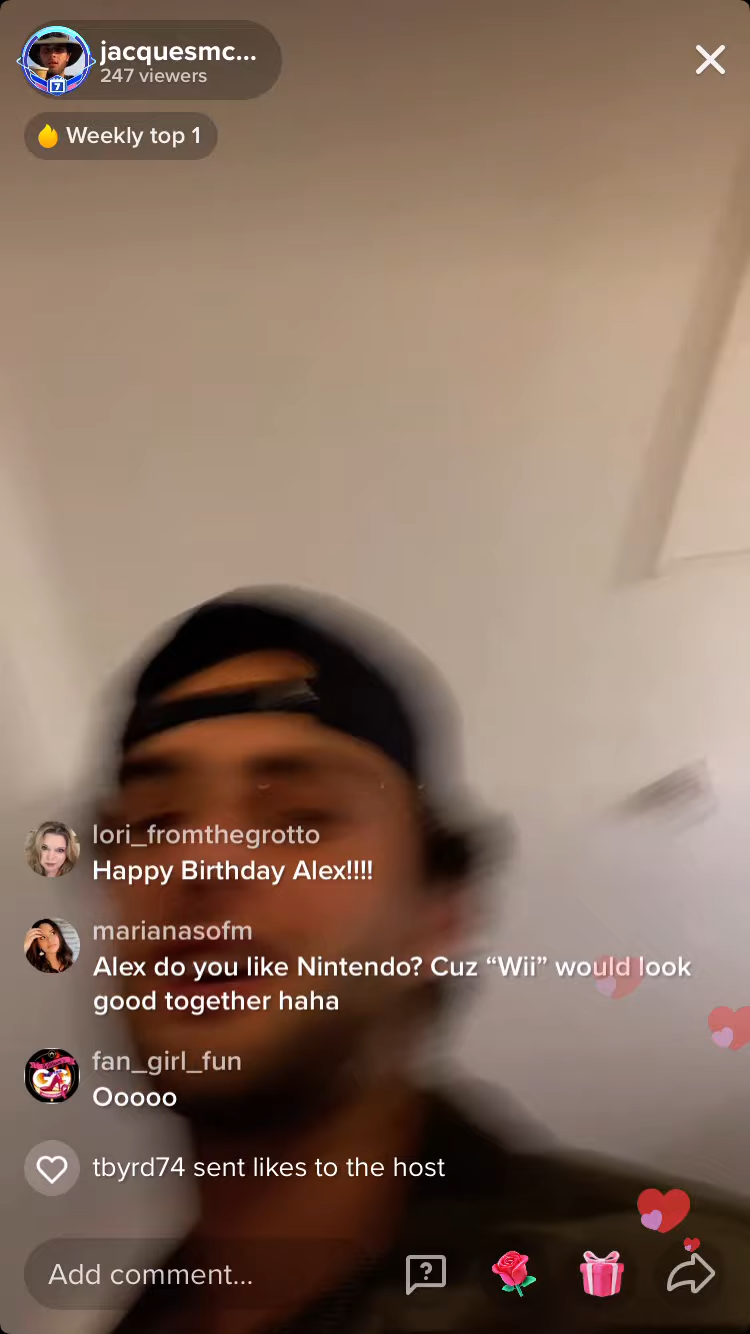 jacquesmc...
247 viewers
7
Weekly top 1
lori_fromthegrotto
Happy Birthday Alex!!!!
marianasofm
Alex do you like Nintendo? Cuz “Wii” would look
good together haha
fan_girl_fun
Ooooo
tbyrd74 sent likes to the host
Add comment...
?